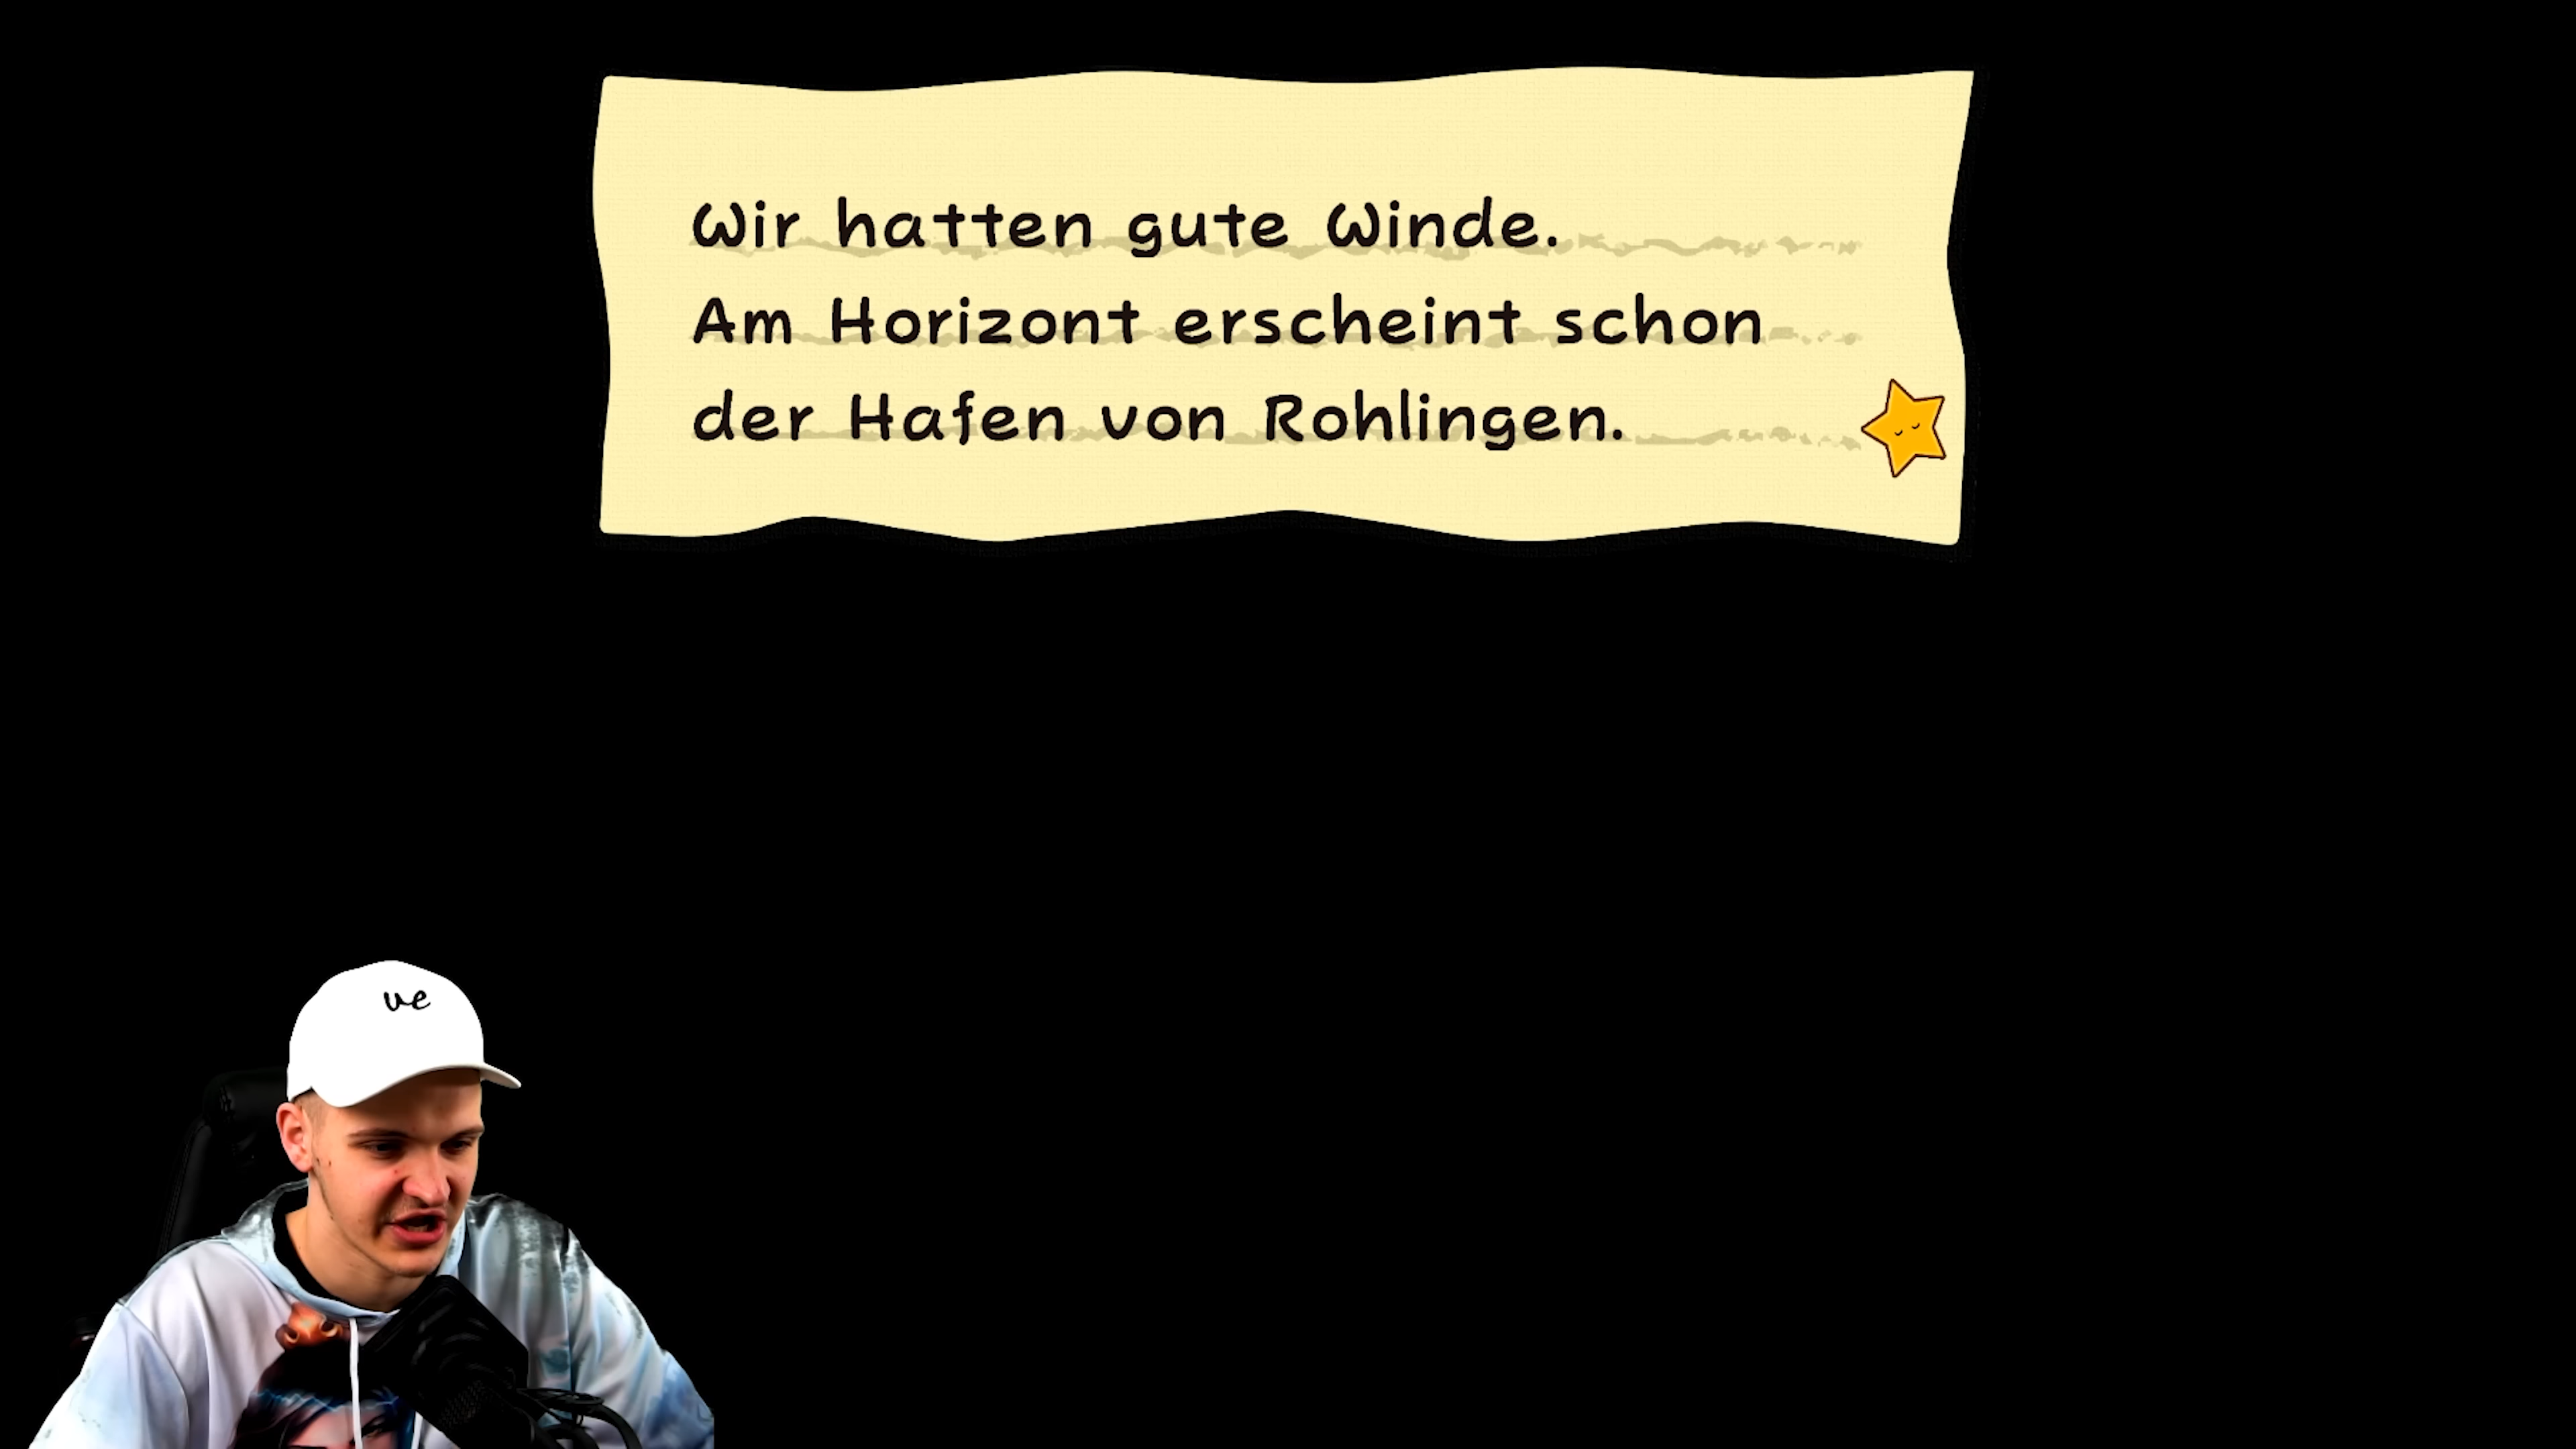 Wir hatten gute Winde.
Am Horizont erscheint schon
der Hafen von Rohlingen.
ve